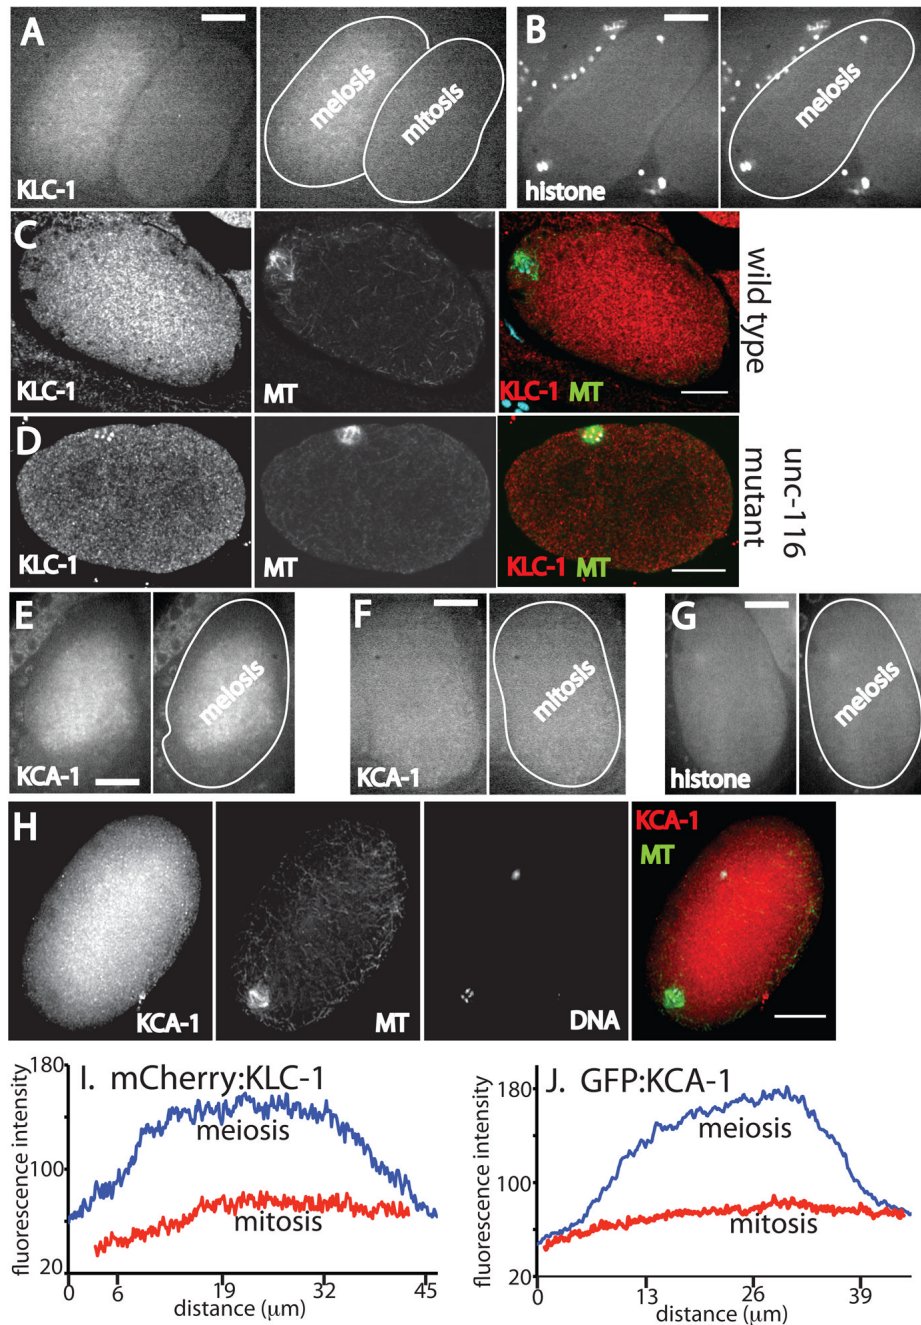 A
KLC-1
meiosis
mitosis
B
histone
meiosis
C
KLC-1
MT
KLC-1 MT
wild type
D
KLC-1
MT
KLC-1 MT
unc-116
mutant
E
KCA-1
meiosis
F
KCA-1
mitosis
G
histone
meiosis
H
KCA-1
MT
DNA
KCA-1
MT
I. mCherry:KLC-1
fluorescence intensity
180
100
20
meiosis
mitosis
0 6 19 32 45
distance (μm)
J. GFP:KCA-1
fluorescence intensity
180
100
20
meiosis
mitosis
0 13 26 39
distance (μm)